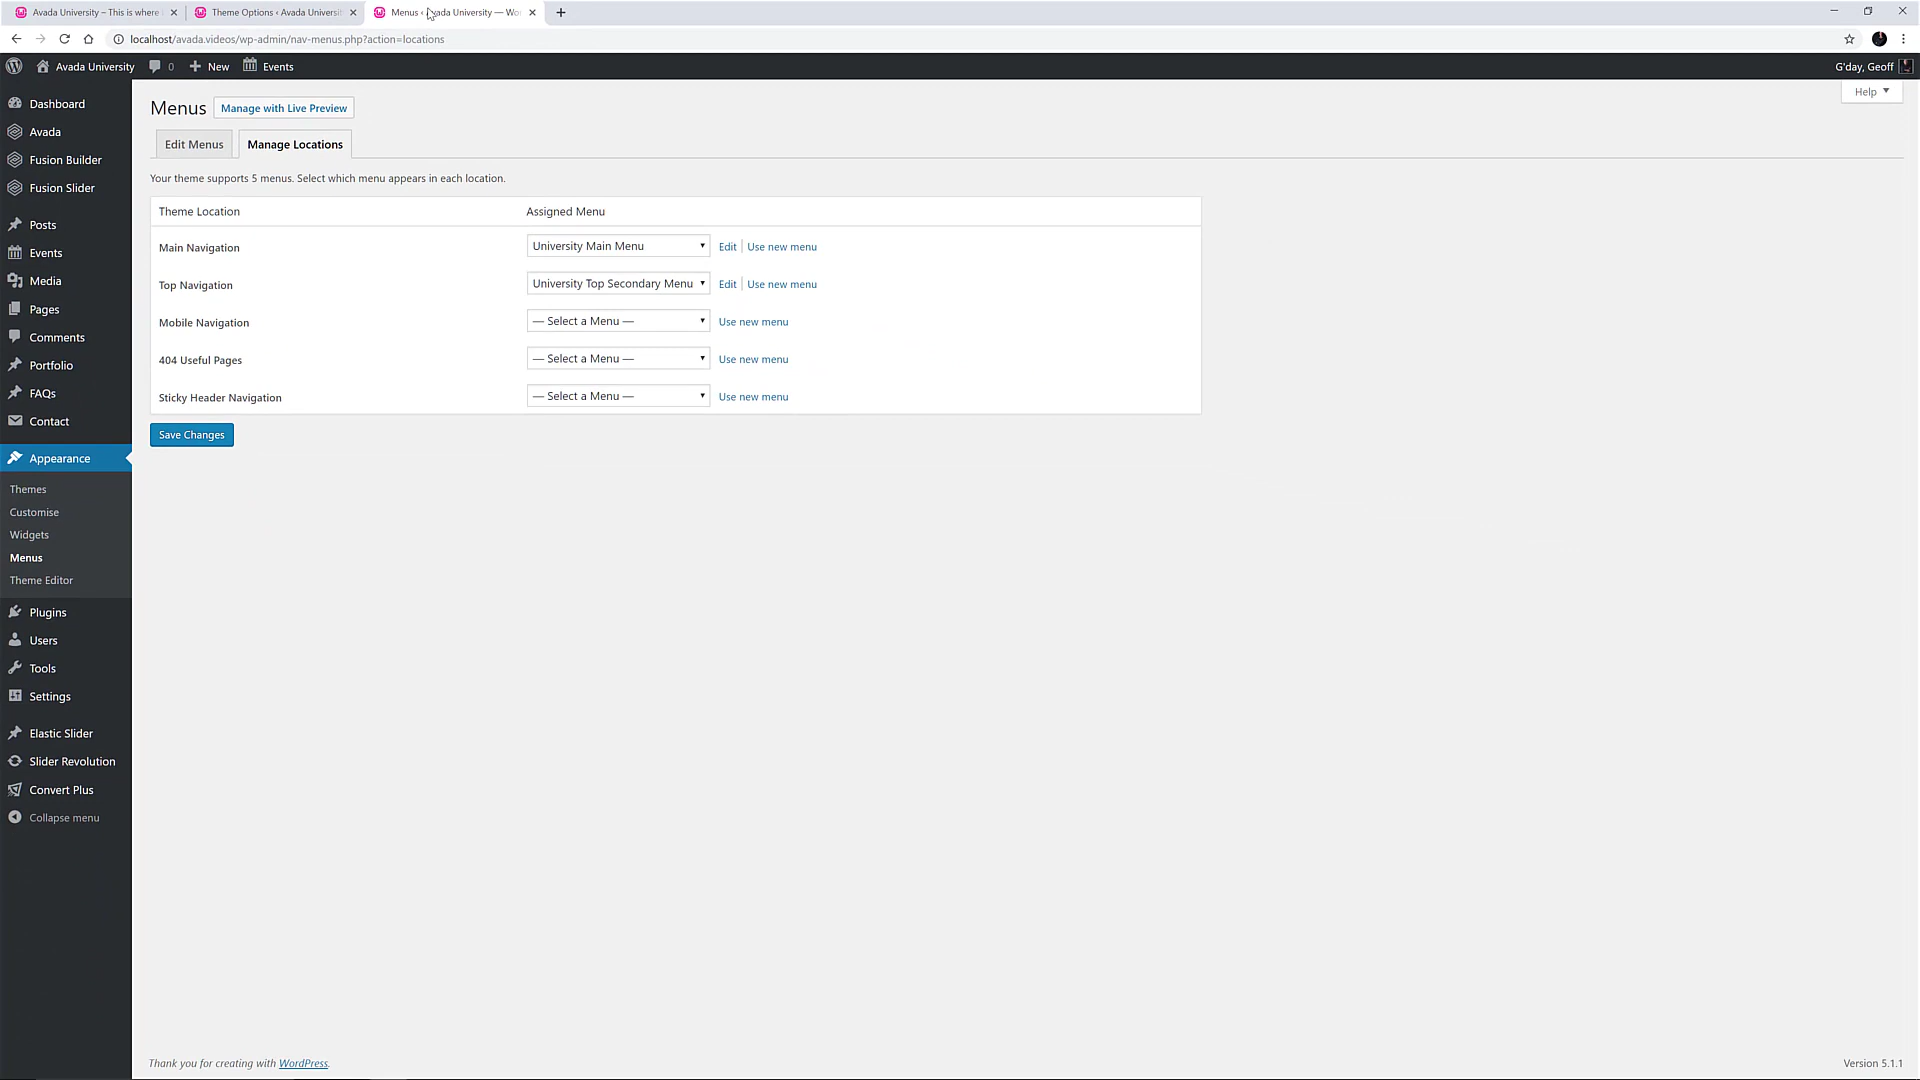 Avada University – This is where
Theme Options ‹ Avada Universit
Menus ‹ Avada University — Wo
localhost/avada.videos/wp-admin/nav-menus.php?action=locations
Avada University
0
New
Events
G'day, Geoff
Help
Dashboard
Avada
Fusion Builder
Fusion Slider
Posts
Events
Media
Pages
Comments
Portfolio
FAQs
Contact
Appearance
Themes
Customise
Widgets
Menus
Theme Editor
Plugins
Users
Tools
Settings
Elastic Slider
Slider Revolution
Convert Plus
Collapse menu
Menus
Manage with Live Preview
Edit Menus
Manage Locations
Your theme supports 5 menus. Select which menu appears in each location.
Theme Location Assigned Menu
Main Navigation University Main Menu Edit | Use new menu
Top Navigation University Top Secondary Menu Edit | Use new menu
Mobile Navigation — Select a Menu — Use new menu
404 Useful Pages — Select a Menu — Use new menu
Sticky Header Navigation — Select a Menu — Use new menu
Save Changes
Thank you for creating with WordPress.
Version 5.1.1